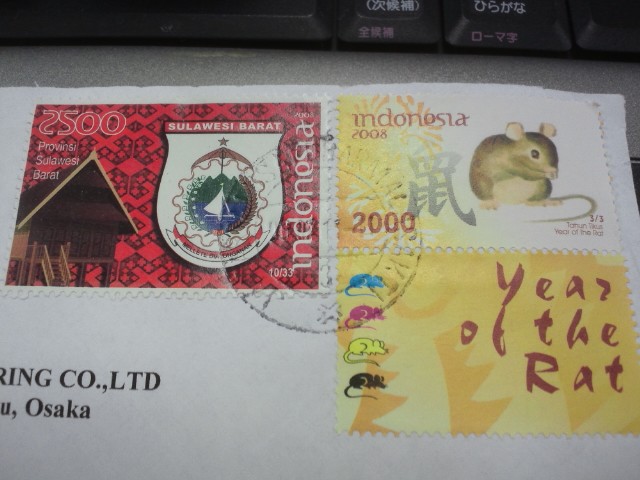 (次候補)
全候補
ひらがな
ローマ字
2500
Provinsi
Sulawesi
Barat
SULAWESI BARAT
indonesia
10/33
indonesia
2008
鼠
2000
3/3
Tahun Tikus
Year of the Rat
Year
of the
Rat
RING CO.,LTD
u, Osaka